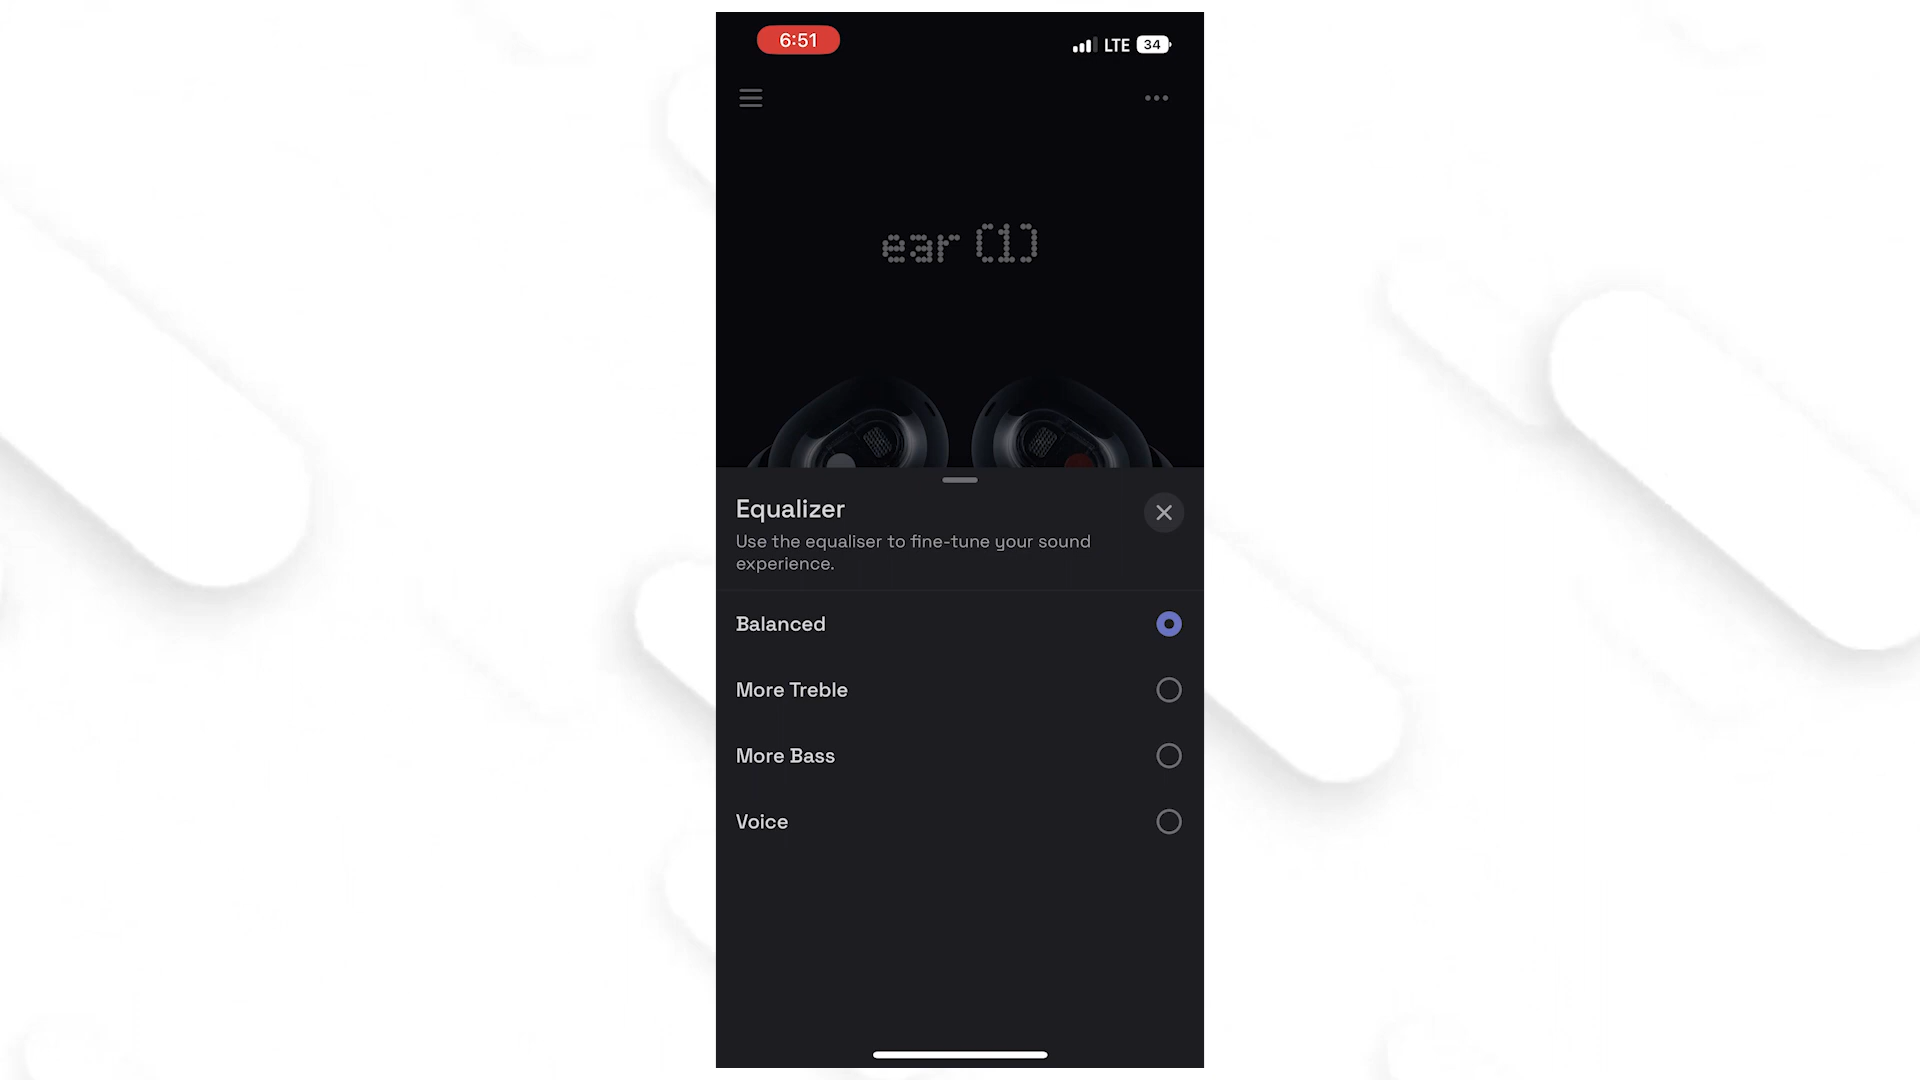 6:51
LTE 34
ear (1)
Equalizer
Use the equaliser to fine-tune your sound
experience.
Balanced
More Treble
More Bass
Voice